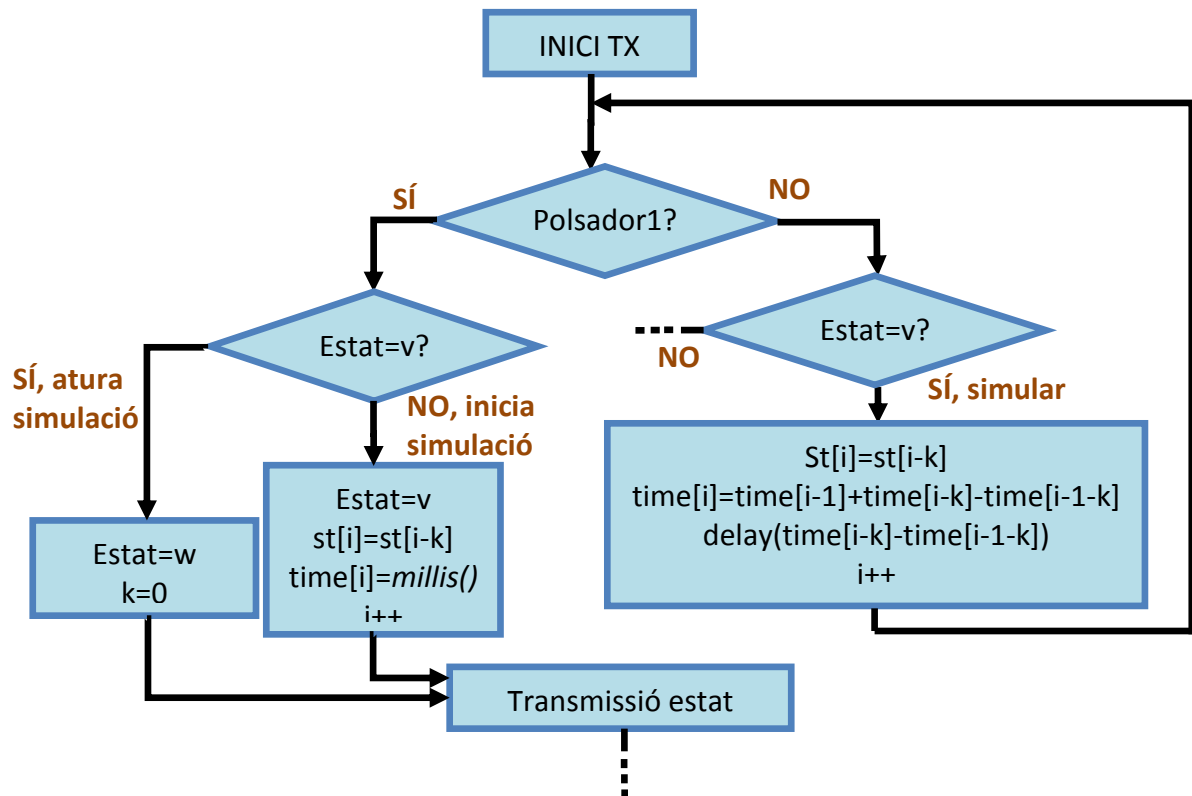 INICI TX
Polsador1?
SÍ
NO
Estat=v?
SÍ, atura
simulació
NO, inicia
simulació
Estat=w
k=0
Estat=v
st[i]=st[i-k]
time[i]=millis()
i++
Estat=v?
NO
SÍ, simular
St[i]=st[i-k]
time[i]=time[i-1]+time[i-k]-time[i-1-k]
delay(time[i-k]-time[i-1-k])
i++
Transmissió estat